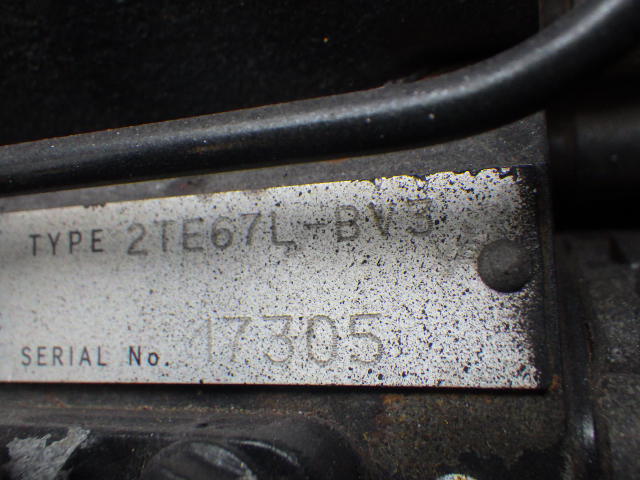 TYPE 2TE67L-BV3
SERIAL No. 17305